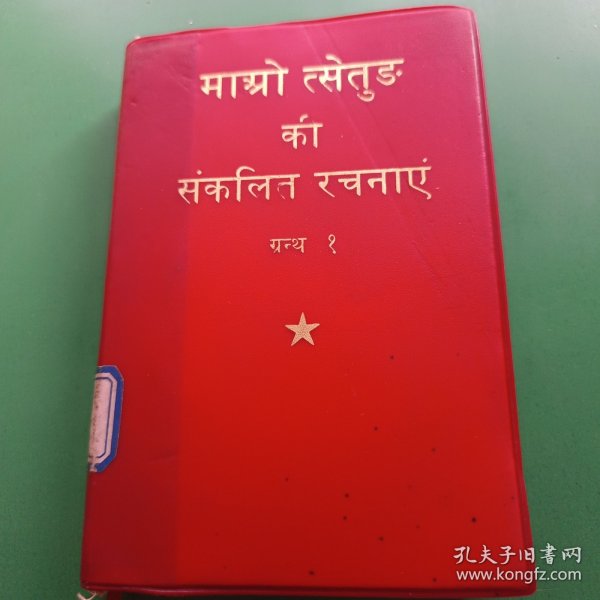 माओ त्सेतुङ
की
संकलित रचनाएं
ग्रन्थ १
孔夫子旧书网
www.kongfz.com